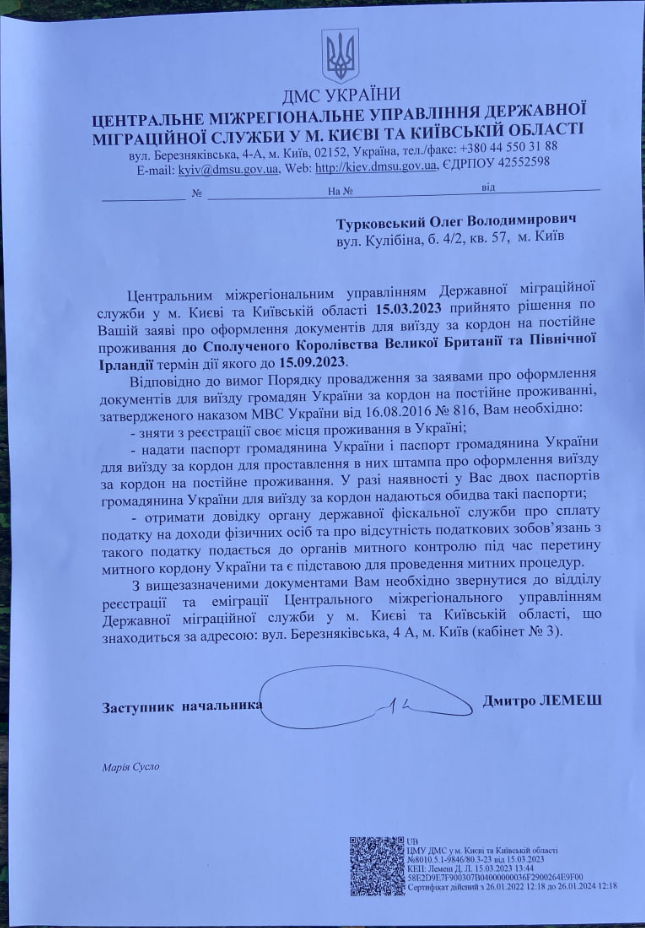 ДМС УКРАЇНИ
ЦЕНТРАЛЬНЕ МІЖРЕГІОНАЛЬНЕ УПРАВЛІННЯ ДЕРЖАВНОЇ
МІГРАЦІЙНОЇ СЛУЖБИ У М. КИЄВІ ТА КИЇВСЬКІЙ ОБЛАСТІ
вул. Березняківська, 4-А, м. Київ, 02152, Україна, тел./факс: +380 44 550 31 88
E-mail: kyiv@dmsu.gov.ua, Web: http://kiev.dmsu.gov.ua, ЄДРПОУ 42552598
№ На № від
Турковський Олег Володимирович
вул. Кулібіна, б. 4/2, кв. 57, м. Київ
Центральним міжрегіональним управлінням Державної міграційної
служби у м. Києві та Київській області 15.03.2023 прийнято рішення по
Вашій заяві про оформлення документів для виїзду за кордон на постійне
проживання до Сполученого Королівства Великої Британії та Північної
Ірландії термін дії якого до 15.09.2023.
Відповідно до вимог Порядку провадження за заявами про оформлення
документів для виїзду громадян України за кордон на постійне проживанні,
затвердженого наказом МВС України від 16.08.2016 № 816, Вам необхідно:
- зняти з реєстрації своє місця проживання в Україні;
- надати паспорт громадянина України і паспорт громадянина України
для виїзду за кордон для проставлення в них штампа про оформлення виїзду
за кордон на постійне проживання. У разі наявності у Вас двох паспортів
громадянина України для виїзду за кордон надаються обидва такі паспорти;
- отримати довідку органу державної фіскальної служби про сплату
податку на доходи фізичних осіб та про відсутність податкових зобов’язань з
такого податку подається до органів митного контролю під час перетину
митного кордону України та є підставою для проведення митних процедур.
З вищезазначеними документами Вам необхідно звернутися до відділу
реєстрації та еміграції Центрального міжрегіонального управлінням
Державної міграційної служби у м. Києві та Київській області, що
знаходиться за адресою: вул. Березняківська, 4 А, м. Київ (кабінет № 3).
Заступник начальника Дмитро ЛЕМЕШ
Марія Сусло
UB
ЦМУ ДМС у м. Києві та Київській області
№8010.5.1-9846/80.3-23 від 15.03.2023
КЕП: Лемеш Д. Л. 15.03.2023 13:44
58E2D9E7F900307B04000000036F2900264E9F00
Сертифікат дійсний з 26.01.2022 12:18 до 26.01.2024 12:18